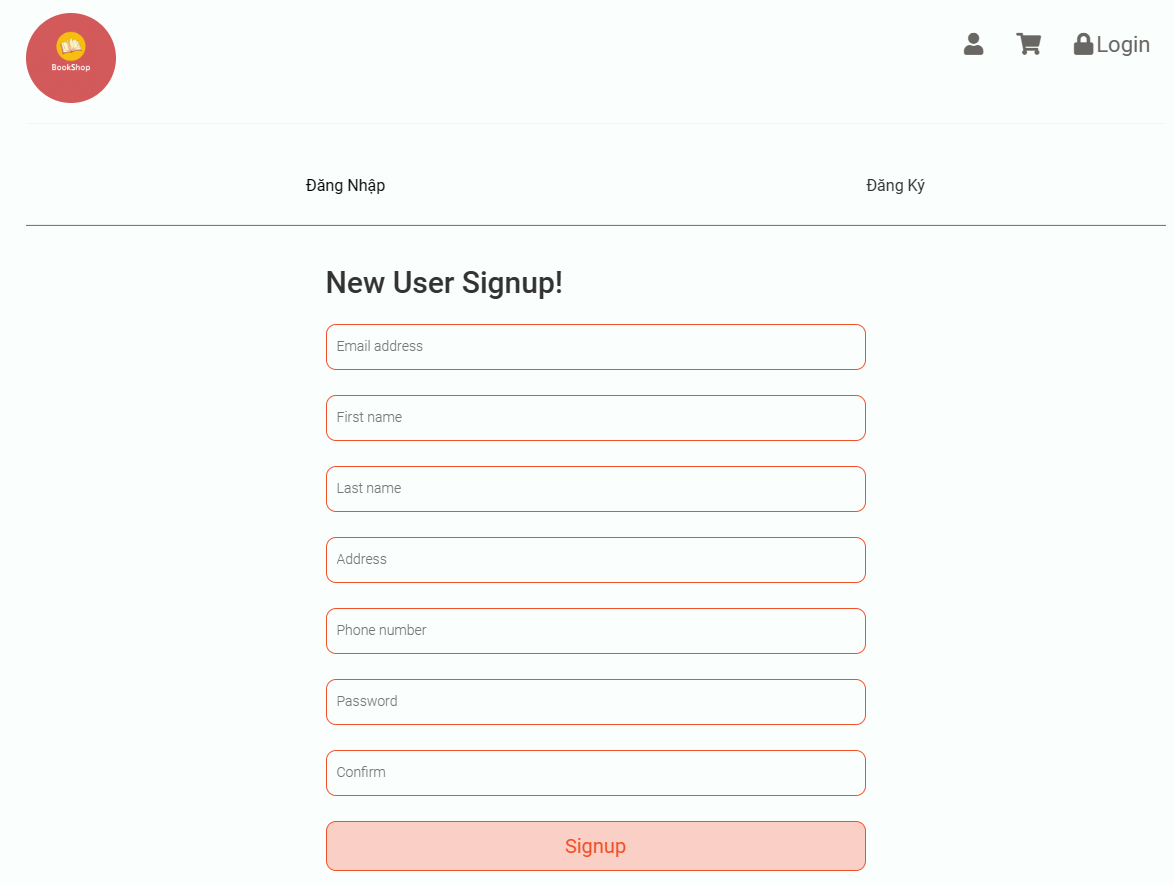 BookShop
Login
Đăng Nhập
Đăng Ký
New User Signup!
Email address
First name
Last name
Address
Phone number
Password
Confirm
Signup